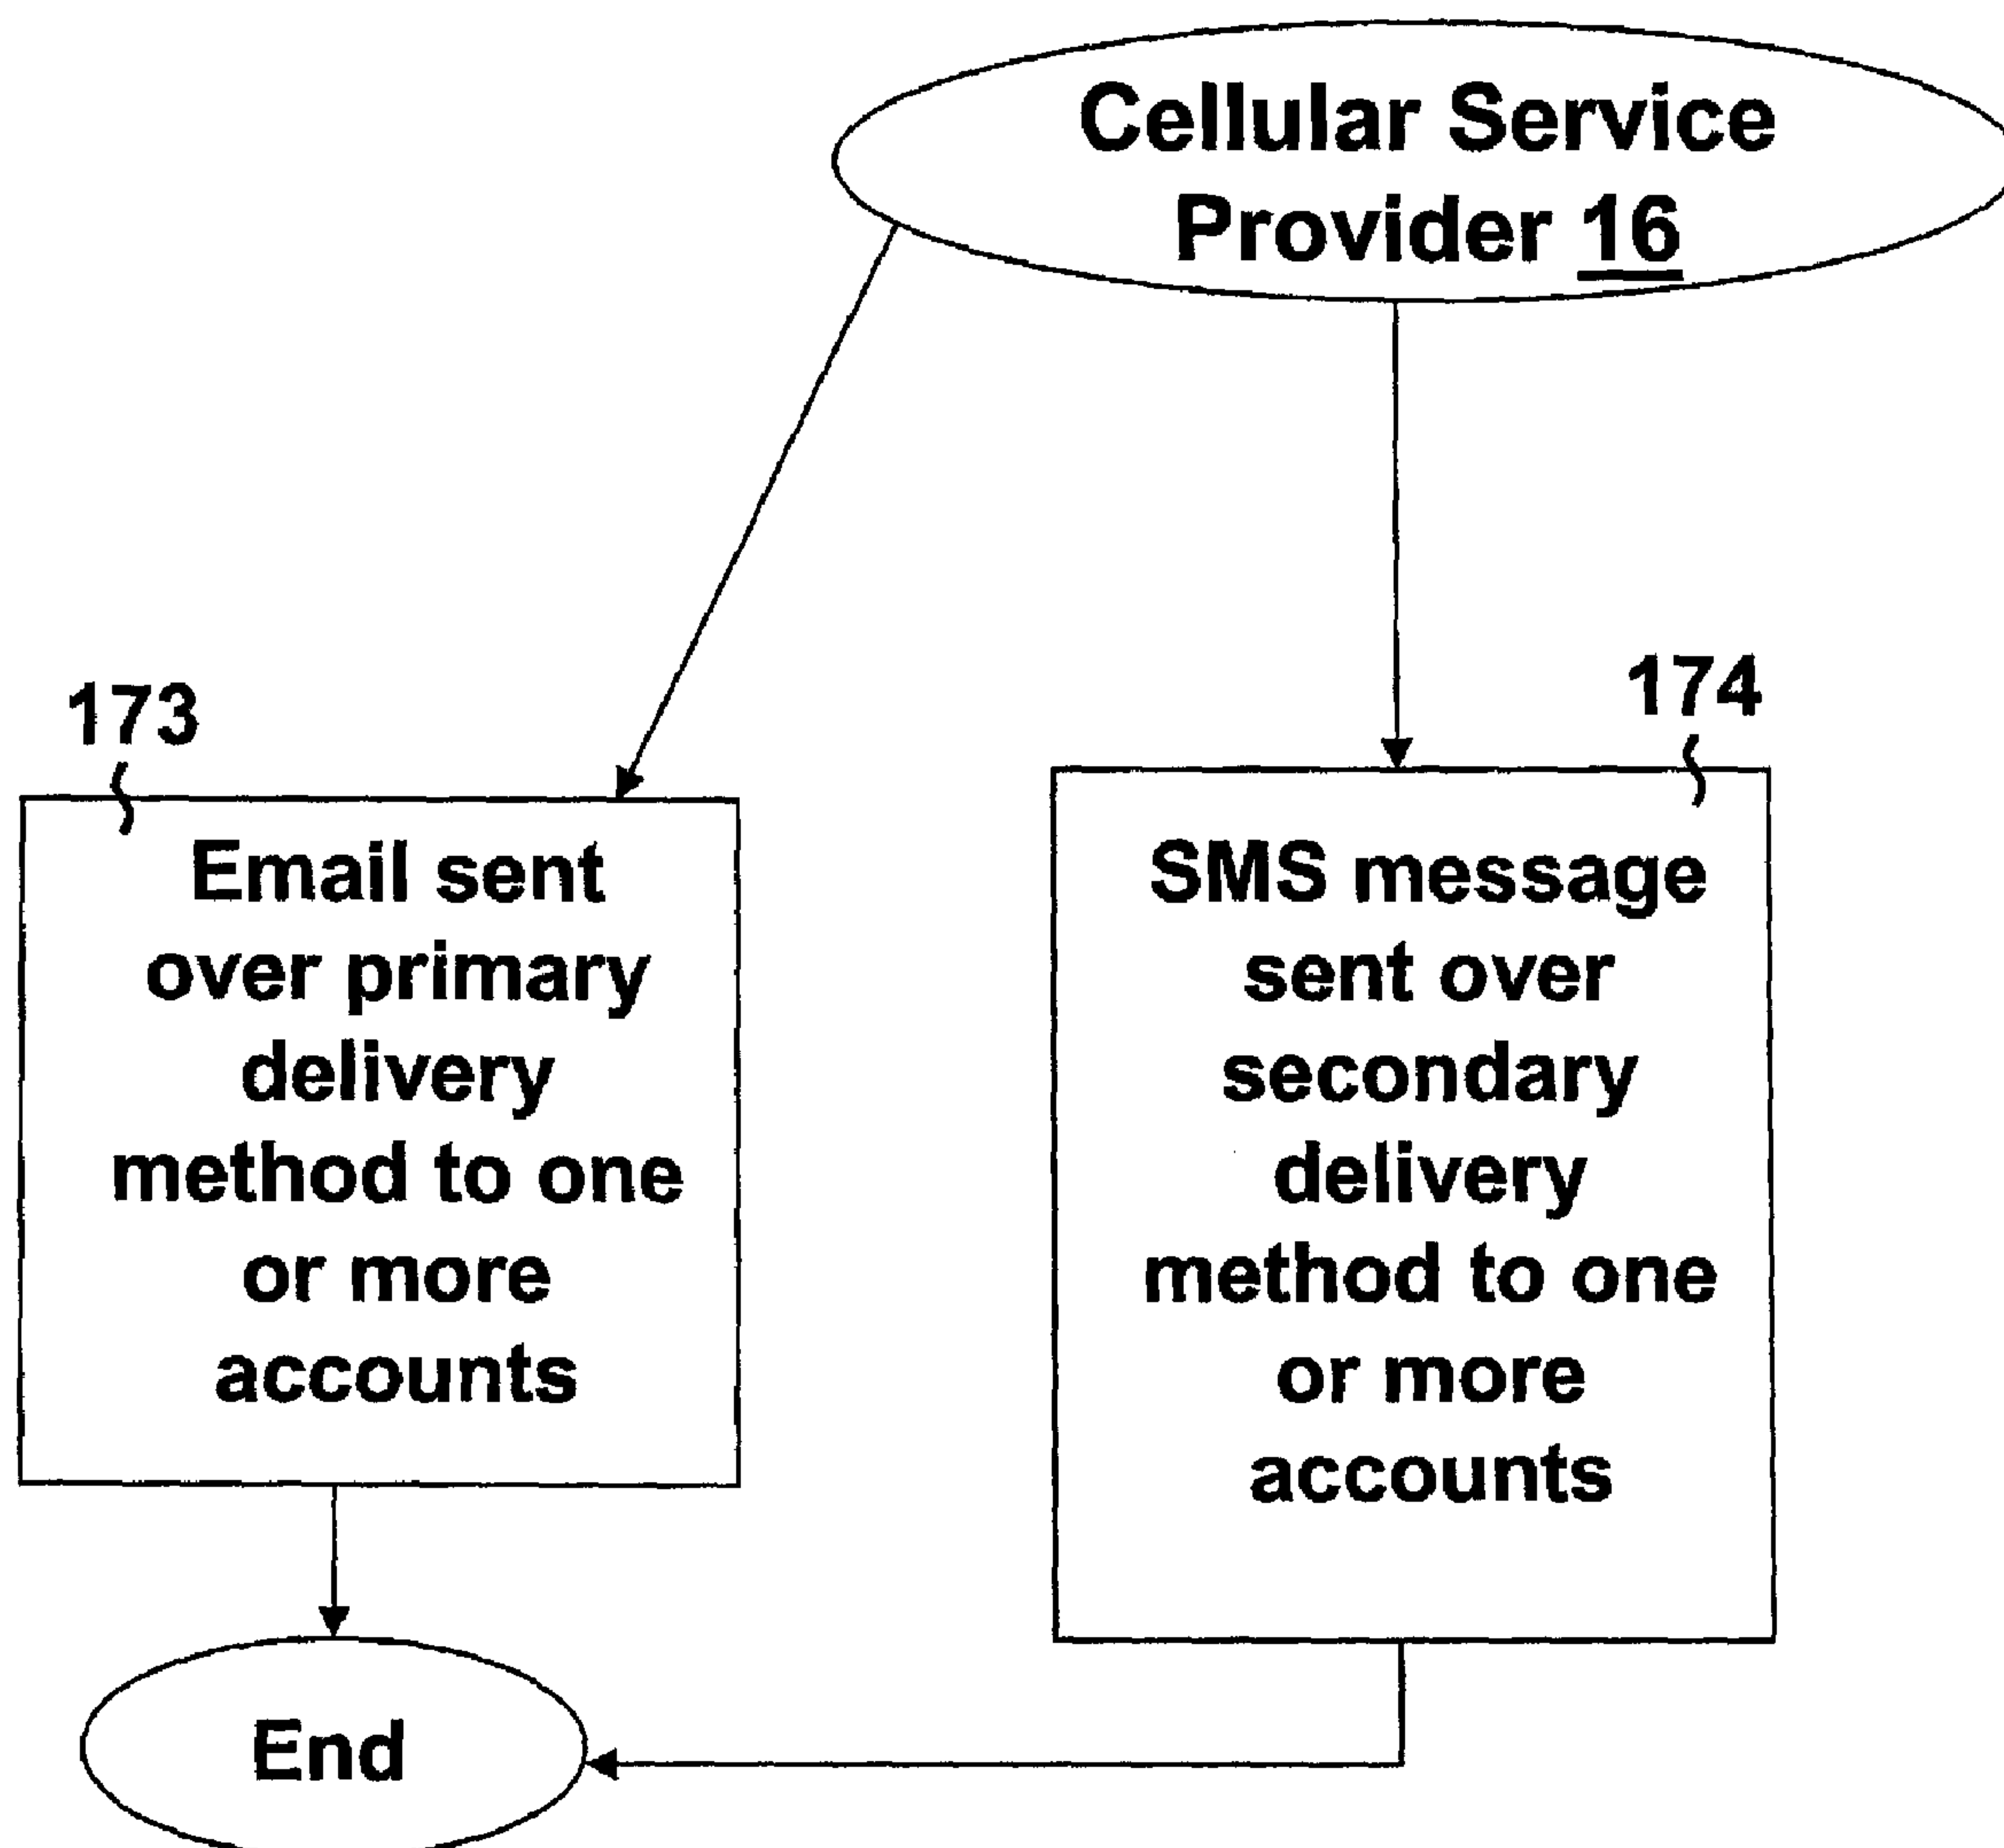 Cellular Service
Provider 16
173
174
Email sent
over primary
delivery
method to one
or more
accounts
SMS message
sent over
secondary
delivery
method to one
or more
accounts
End